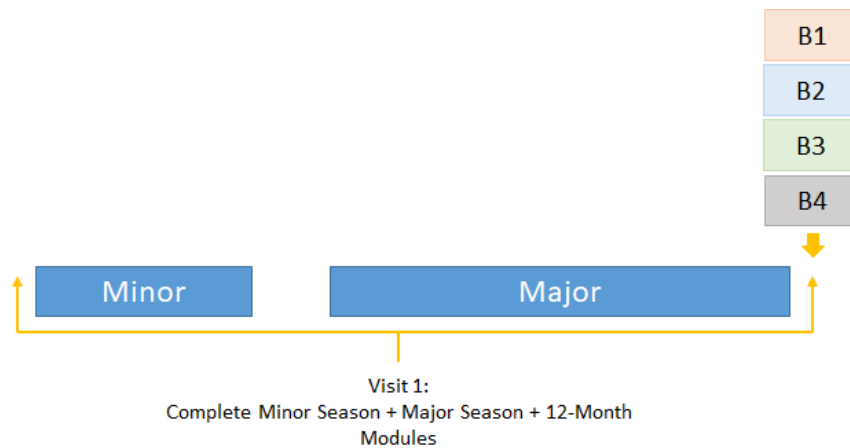 B1
B2
B3
B4
Minor
Major
Visit 1:
Complete Minor Season + Major Season + 12-Month
Modules